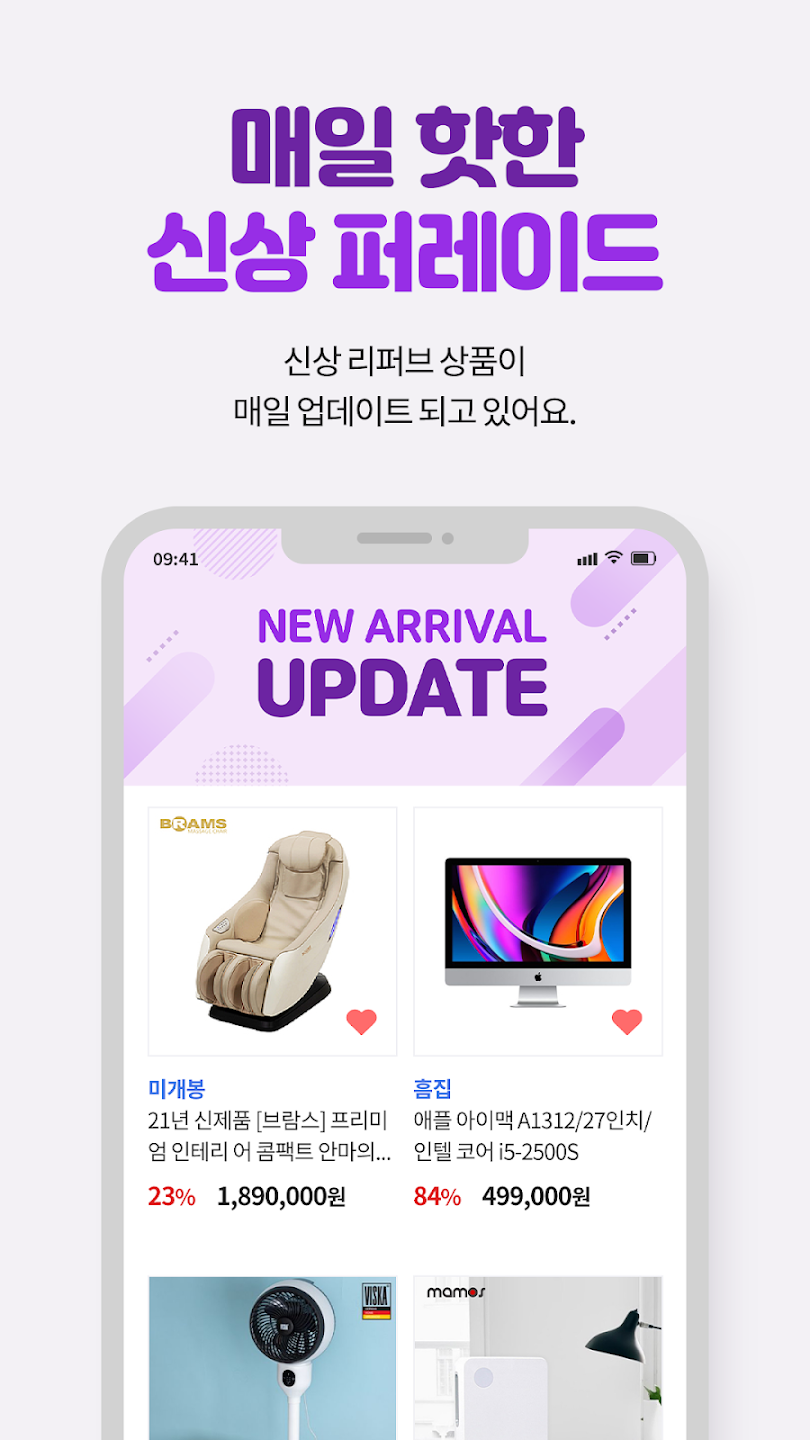 매일 핫한
신상 퍼레이드
신상 리퍼브 상품이
매일 업데이트 되고 있어요.
09:41
NEW ARRIVAL
UPDATE
BRAMS
미개봉
21년 신제품 [브람스] 프리미
엄 인테리 어 콤팩트 안마의...
23% 1,890,000원
흠집
애플 아이맥 A1312/27인치/
인텔 코어 i5-2500S
84% 499,000원
VISKA
mamos